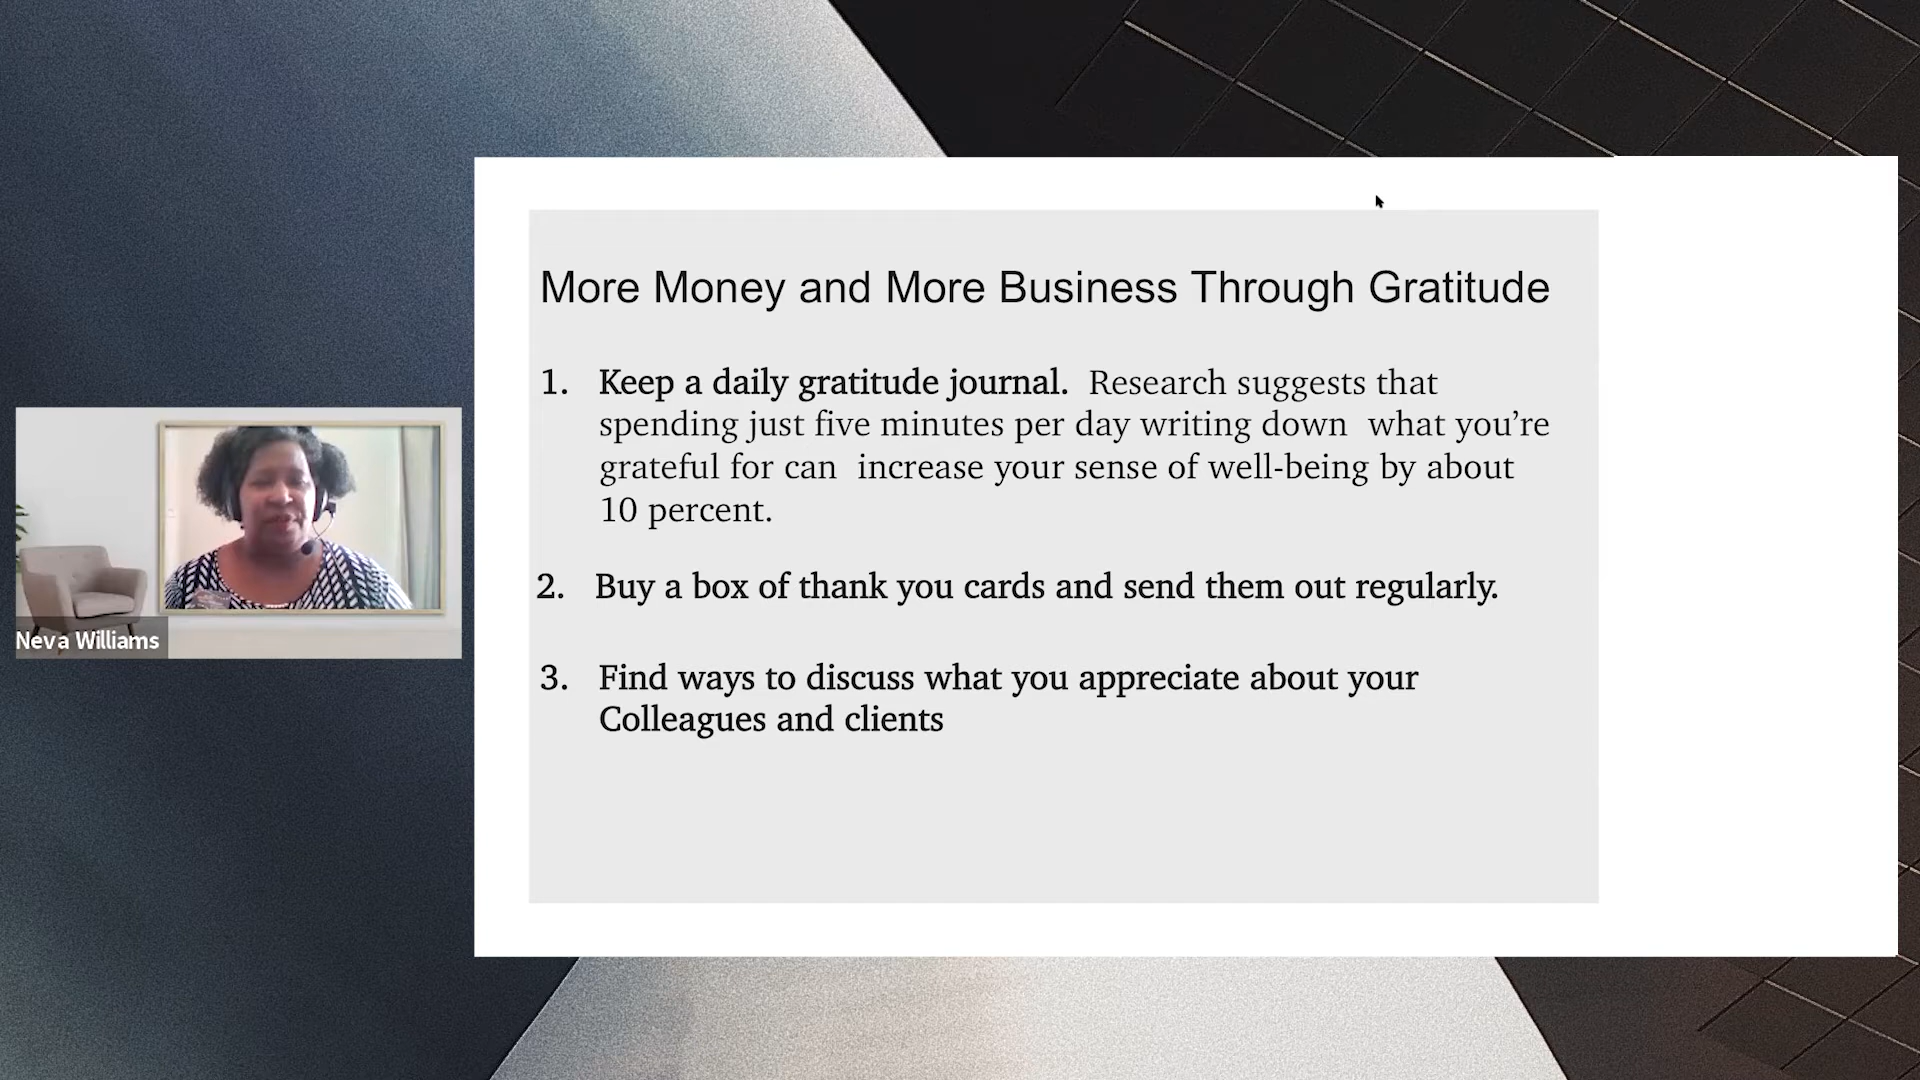 More Money and More Business Through Gratitude
1. Keep a daily gratitude journal. Research suggests that
spending just five minutes per day writing down what you’re
grateful for can increase your sense of well-being by about
10 percent.
2. Buy a box of thank you cards and send them out regularly.
3. Find ways to discuss what you appreciate about your
Colleagues and clients
Neva Williams